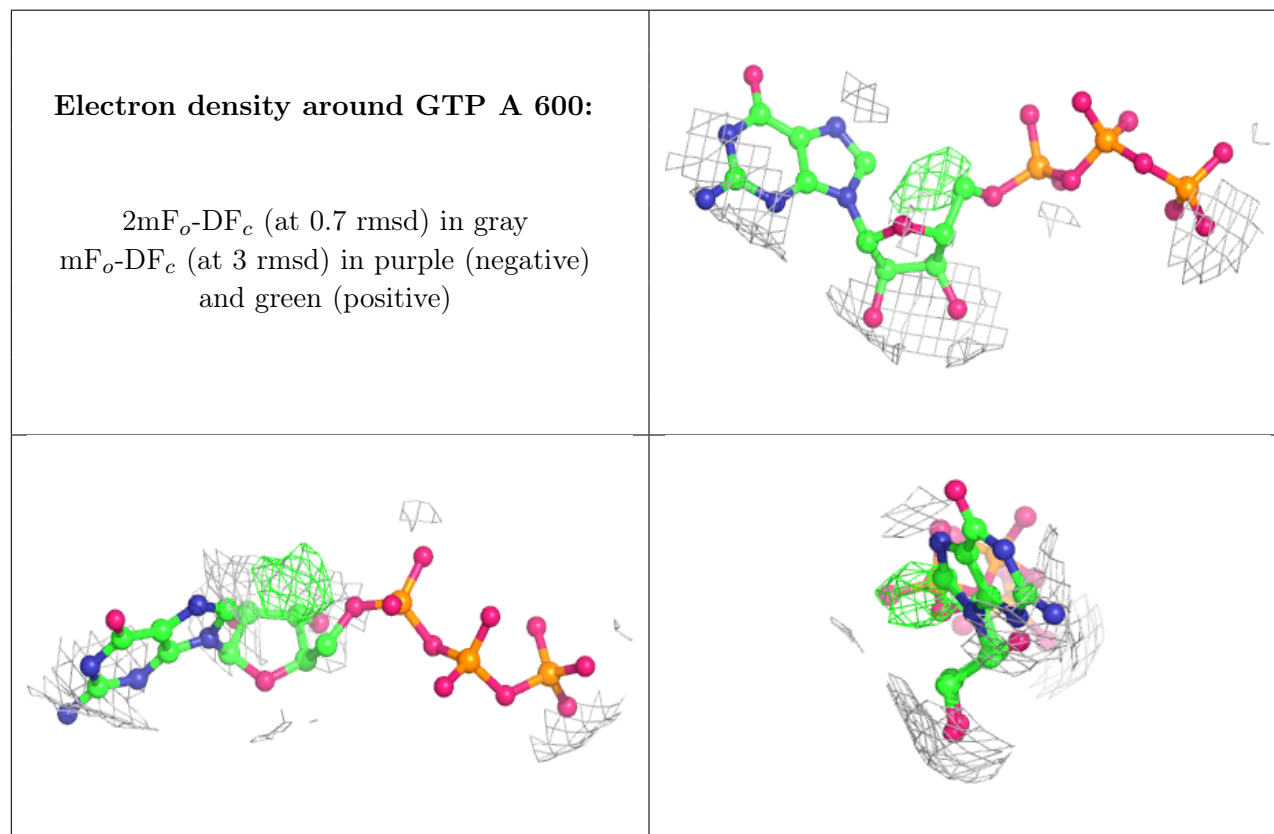 Electron density around GTP A 600:
2mFo-DFc (at 0.7 rmsd) in gray
mFo-DFc (at 3 rmsd) in purple (negative)
and green (positive)